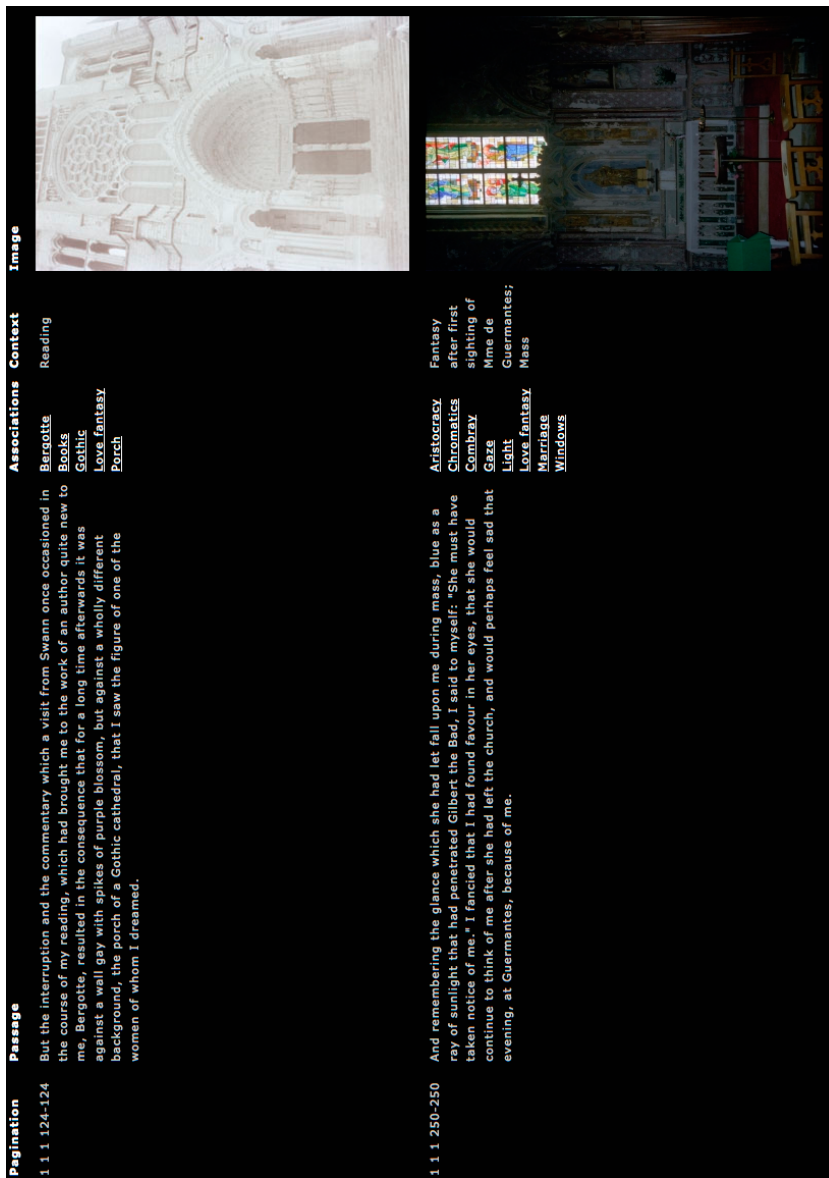 Pagination Passage Associations Context Image
1 1 1 124-124
But the interruption and the commentary which a visit from Swann once occasioned in
the course of my reading, which had brought me to the work of an author quite new to
me, Bergotte, resulted in the consequence that for a long time afterwards it was
against a wall gay with spikes of purple blossom, but against a wholly different
background, the porch of a Gothic cathedral, that I saw the figure of one of the
women of whom I dreamed.
Bergotte
Books
Gothic
Love fantasy
Porch
Reading
1 1 1 250-250
And remembering the glance which she had let fall upon me during mass, blue as a
ray of sunlight that had penetrated Gilbert the Bad, I said to myself: "She must have
taken notice of me." I fancied that I had found favour in her eyes, that she would
continue to think of me after she had left the church, and would perhaps feel sad that
evening, at Guermantes, because of me.
Aristocracy
Chromatics
Combray
Gaze
Light
Love fantasy
Marriage
Windows
Fantasy
after first
sighting of
Mme de
Guermantes;
Mass